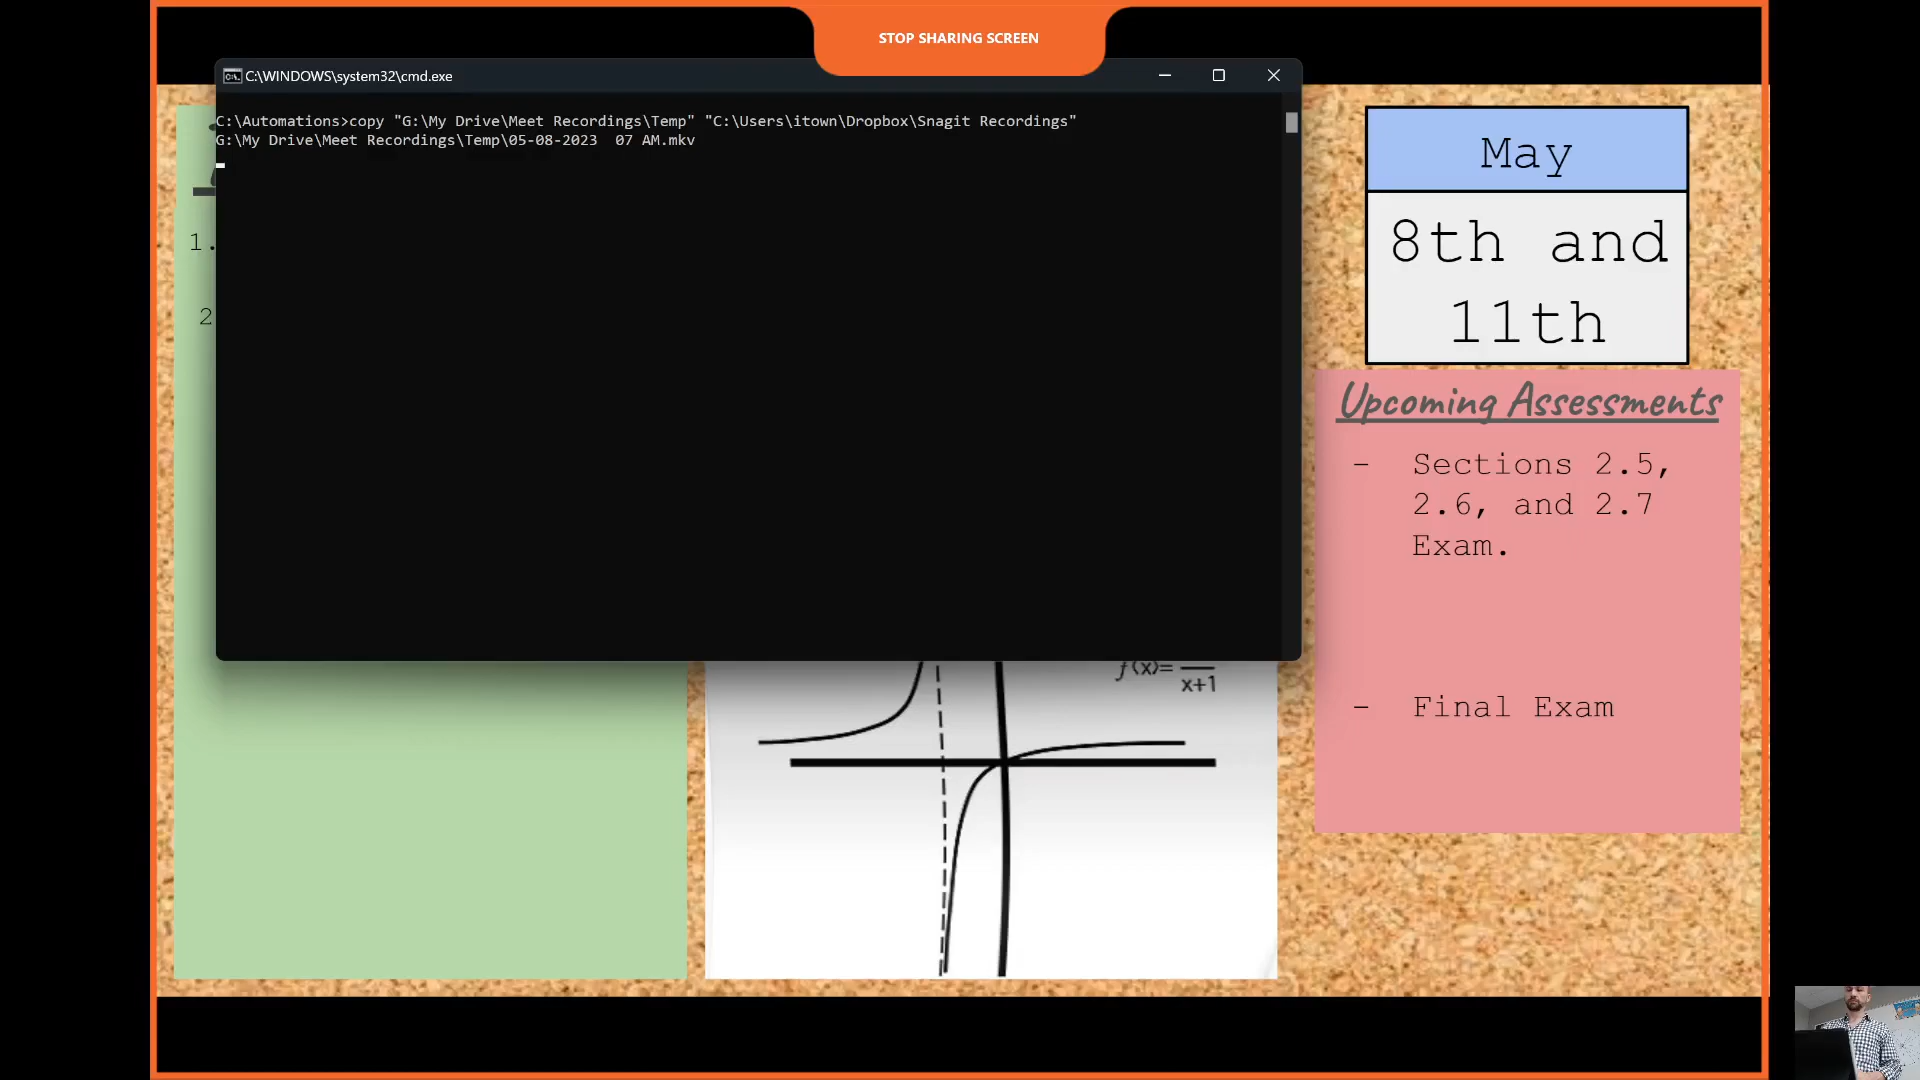 STOP SHARING SCREEN
C:\WINDOWS\system32\cmd.exe
C:\Automations>copy "G:\My Drive\Meet Recordings\Temp" "C:\Users\itown\Dropbox\Snagit Recordings"
G:\My Drive\Meet Recordings\Temp\05-08-2023  07 AM.mkv
1.
2
May
8th and
11th
Upcoming Assessments
- Sections 2.5,
2.6, and 2.7
Exam.
- Final Exam
f(x)=
x+1